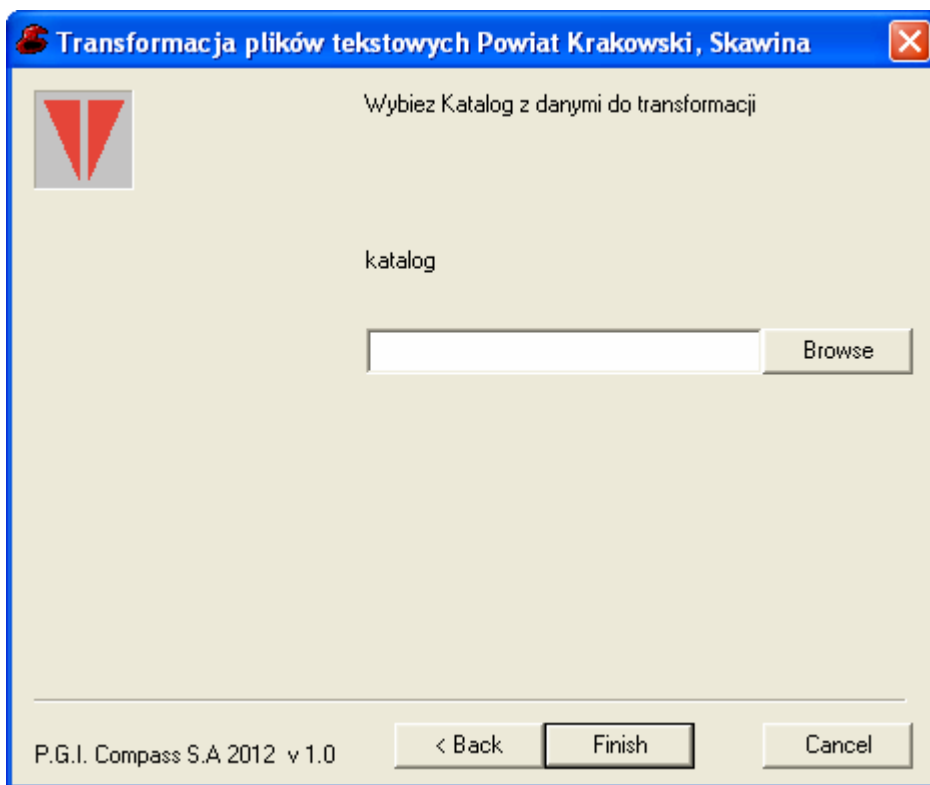 Transformacja plików tekstowych Powiat Krakowski, Skawina
Wybiez Katalog z danymi do transformacji
katalog
Browse
P.G.I. Compass S.A 2012 v 1.0
< Back
Finish
Cancel